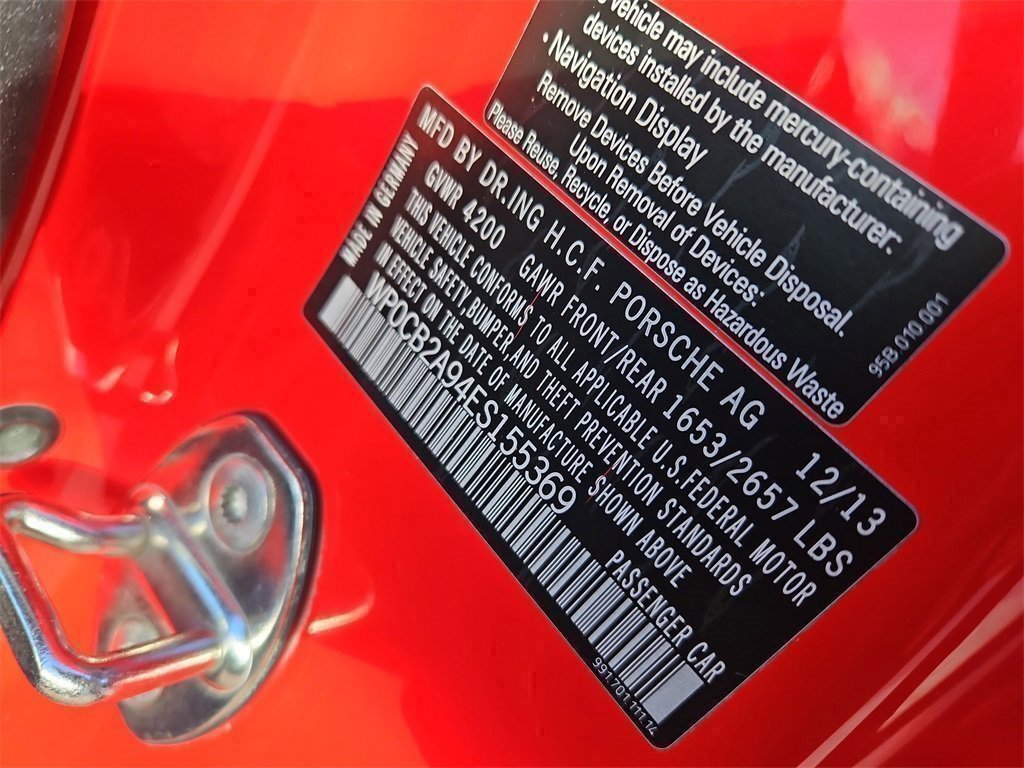 vehicle may include mercury-containing
devices installed by the manufacturer:
• Navigation Display
Remove Devices Before Vehicle Disposal.
Upon Removal of Devices:
Please Reuse, Recycle, or Dispose as Hazardous Waste
95B.010.001
MFD BY DR.ING H.C.F. PORSCHE AG 12/13
MADE IN GERMANY
GVWR 4200 GAWR FRONT/REAR 1653/2657 LBS
THIS VEHICLE CONFORMS TO ALL APPLICABLE U.S.FEDERAL MOTOR
VEHICLE SAFETY,BUMPER,AND THEFT PREVENTION STANDARDS
IN EFFECT ON THE DATE OF MANUFACTURE SHOWN ABOVE
WP0CB2A94ES155369 PASSENGER CAR
991.701.111.14